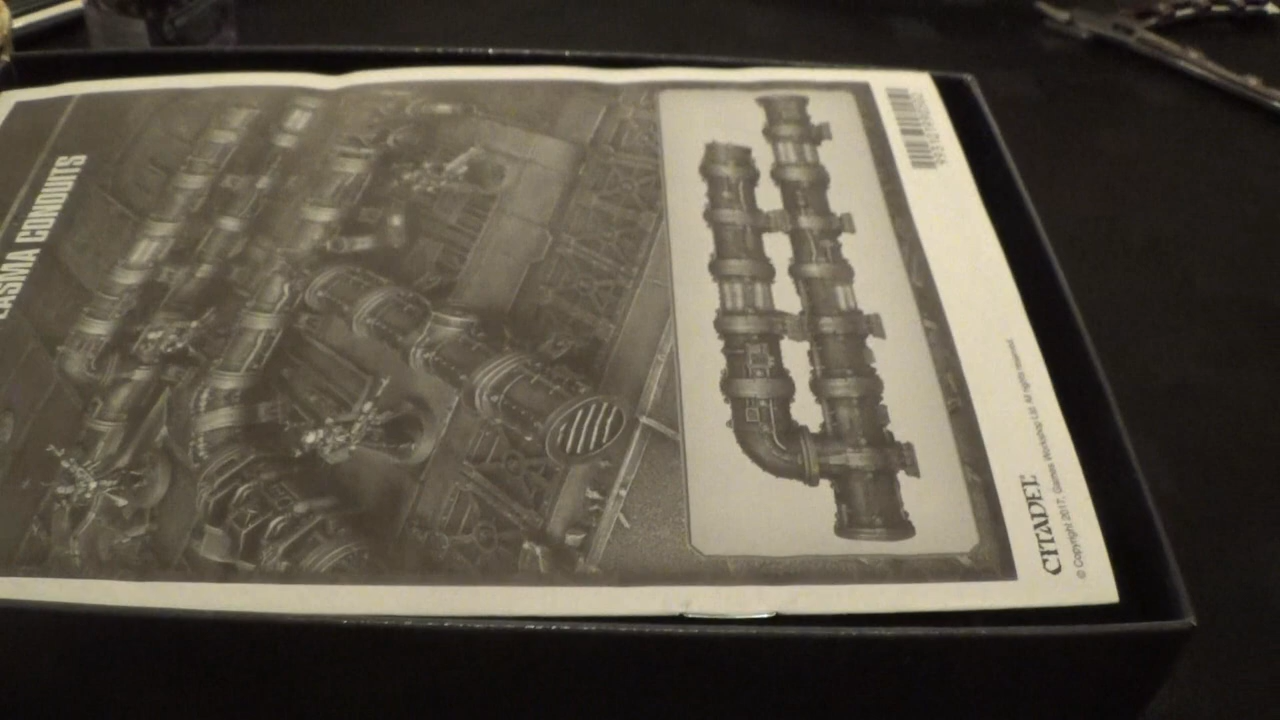 LASMA CONDUITS
CITADEL
© Copyright 2017, Games Workshop Ltd. All rights reserved.